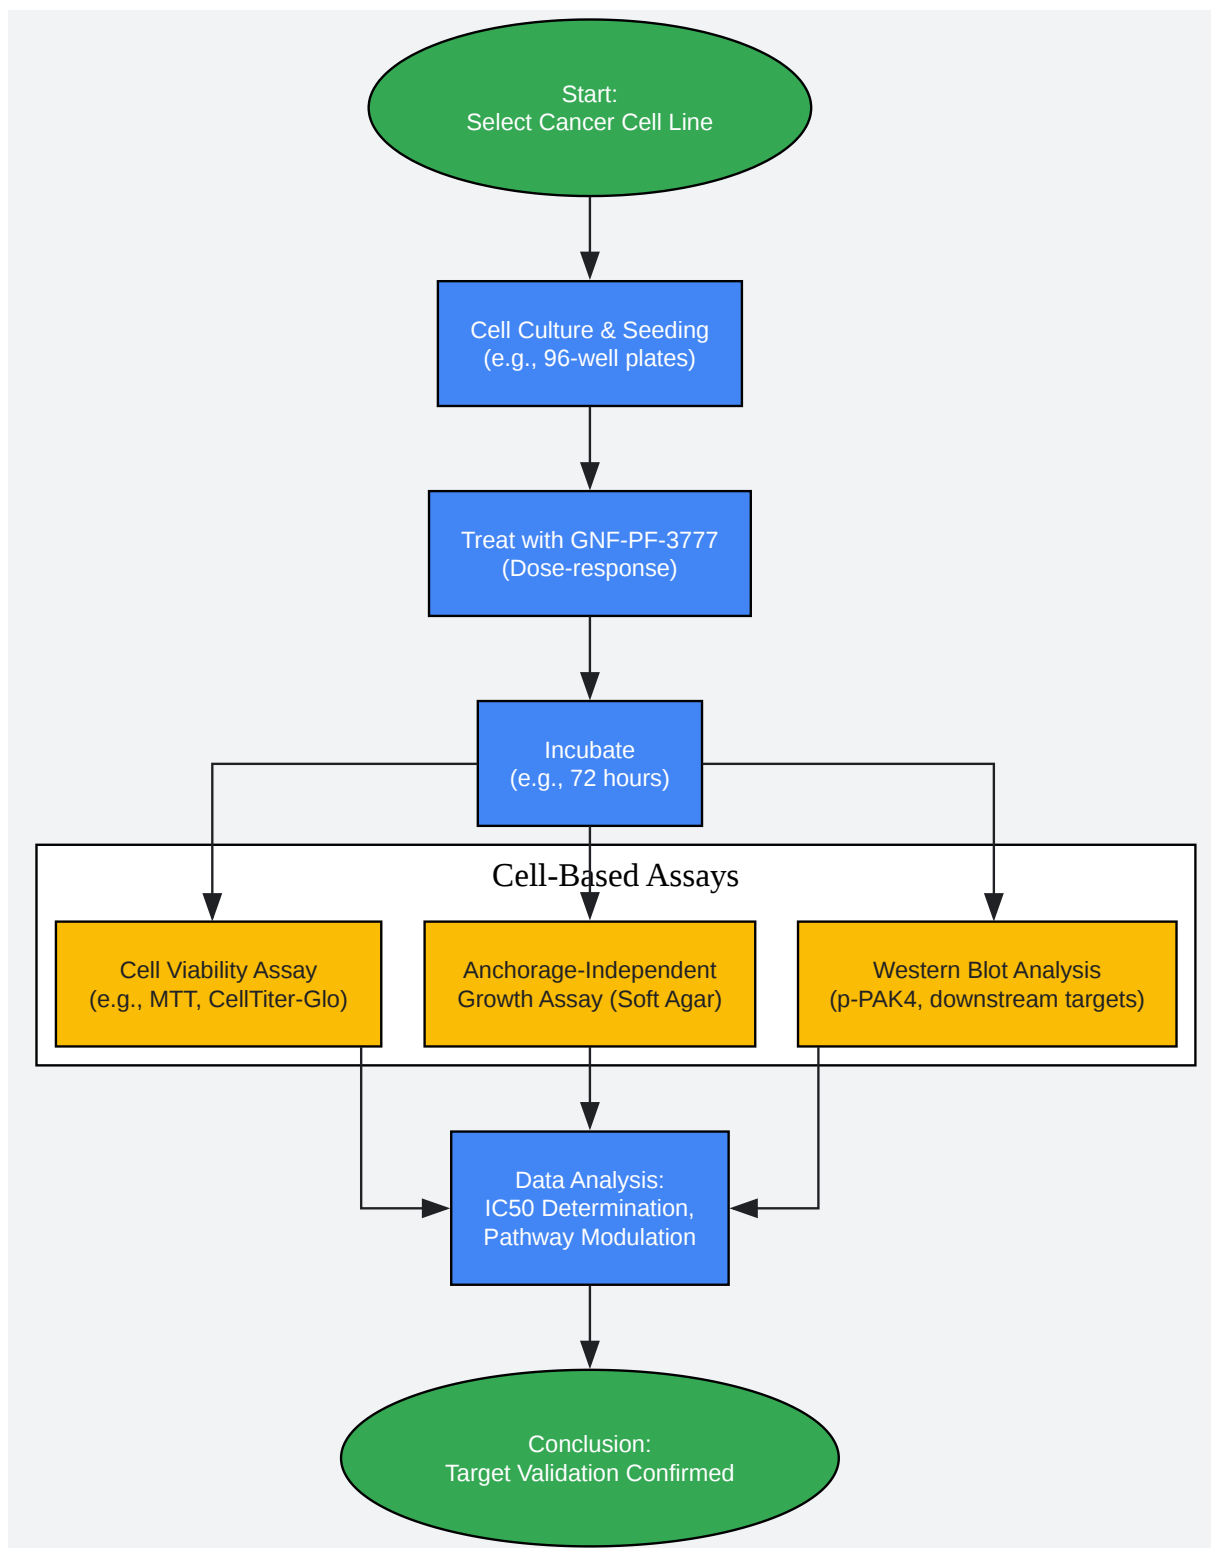 Start:
Select Cancer Cell Line
Cell Culture & Seeding
(e.g., 96-well plates)
Treat with GNF-PF-3777
(Dose-response)
Incubate
(e.g., 72 hours)
Cell-Based Assays
Cell Viability Assay
(e.g., MTT, CellTiter-Glo)
Anchorage-Independent
Growth Assay (Soft Agar)
Western Blot Analysis
(p-PAK4, downstream targets)
Data Analysis:
IC50 Determination,
Pathway Modulation
Conclusion:
Target Validation Confirmed